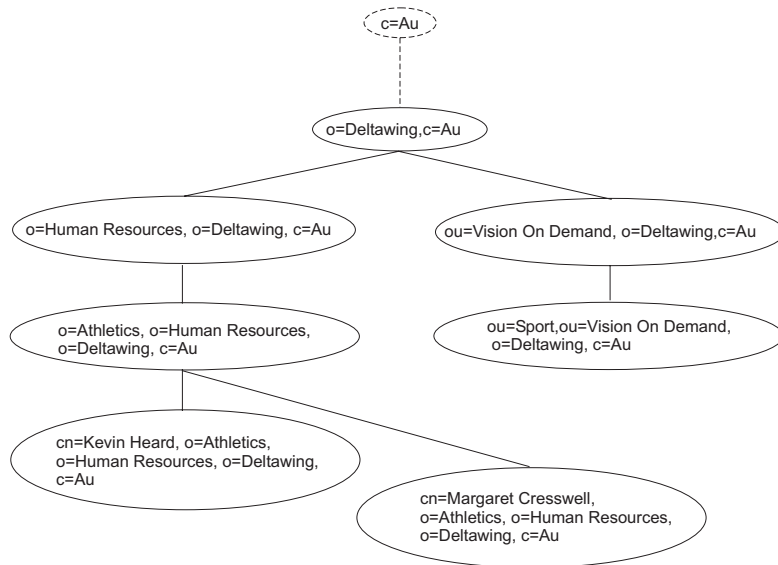 c=Au
o=Deltawing,c=Au
o=Human Resources, o=Deltawing, c=Au
ou=Vision On Demand, o=Deltawing,c=Au
o=Athletics, o=Human Resources,
o=Deltawing, c=Au
ou=Sport,ou=Vision On Demand,
o=Deltawing, c=Au
cn=Kevin Heard, o=Athletics,
o=Human Resources, o=Deltawing,
c=Au
cn=Margaret Cresswell,
o=Athletics, o=Human Resources,
o=Deltawing, c=Au